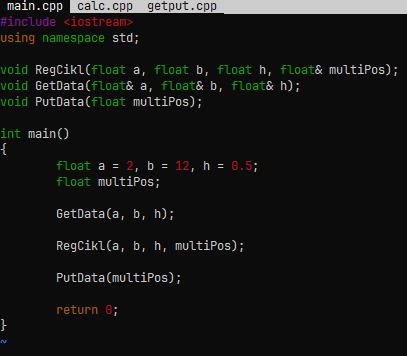 main.cpp calc.cpp getput.cpp
#include <iostream>
using namespace std;

void RegCikl(float a, float b, float h, float& multiPos);
void GetData(float& a, float& b, float& h);
void PutData(float multiPos);

int main()
{
        float a = 2, b = 12, h = 0.5;
        float multiPos;

        GetData(a, b, h);

        RegCikl(a, b, h, multiPos);

        PutData(multiPos);

        return 0;
}
~